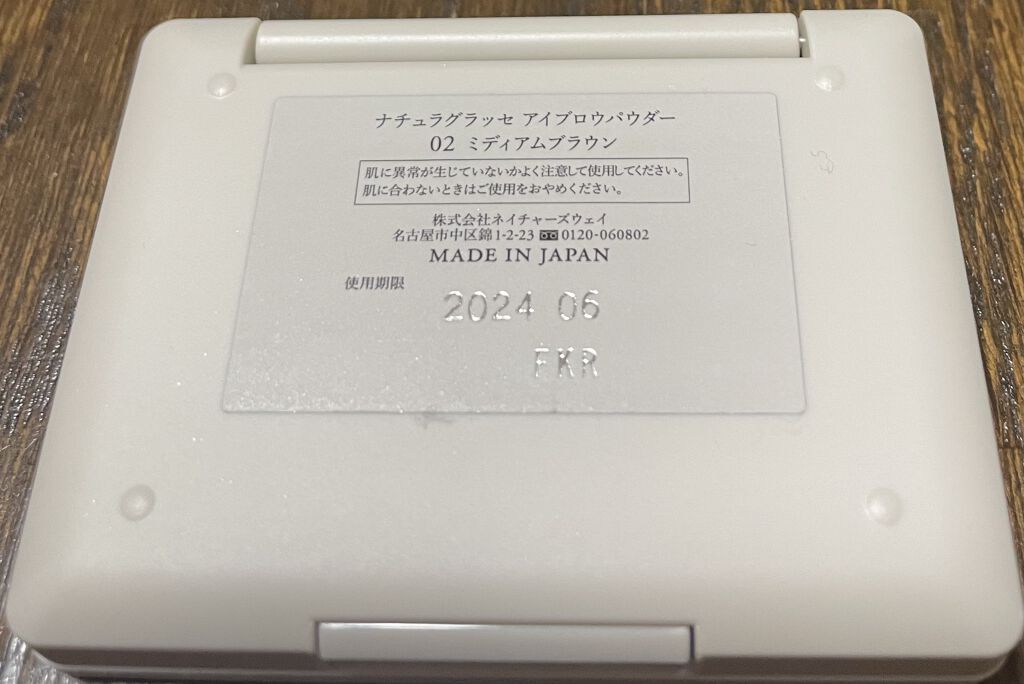 ナチュラグラッセ アイブロウパウダー
02 ミディアムブラウン
肌に異常が生じていないかよく注意して使用してください。
肌に合わないときはご使用をおやめください。
株式会社ネイチャーズウェイ
名古屋市中区錦1-2-23 0120-060802
MADE IN JAPAN
使用期限
2024 06
FKR